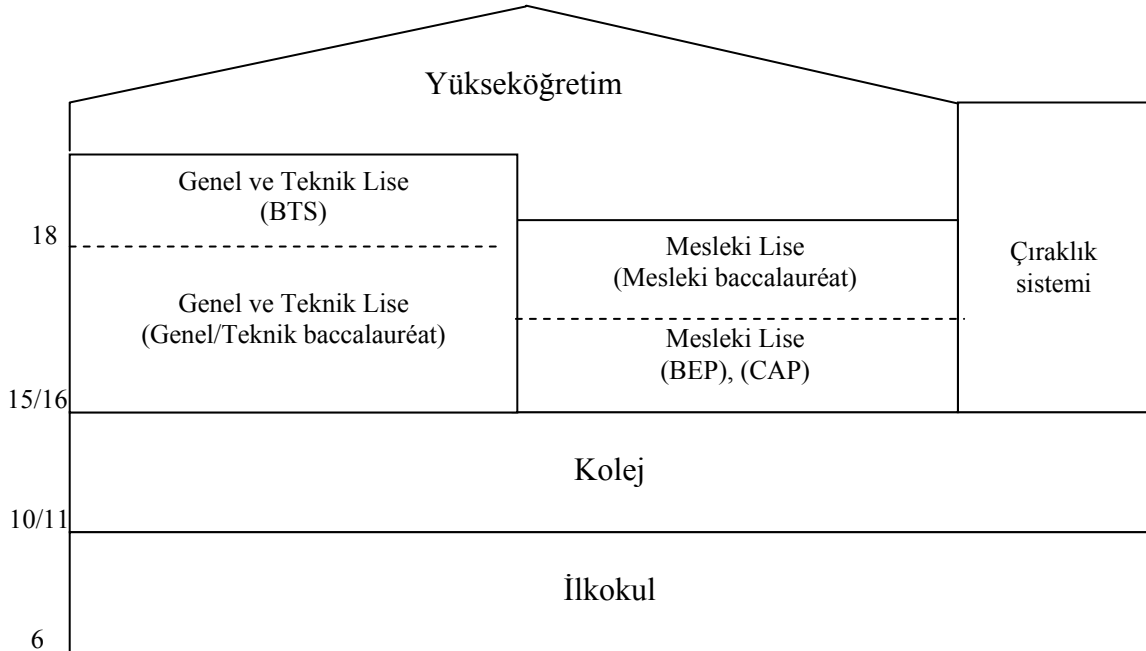 Yükseköğretim
Genel ve Teknik Lise
(BTS)
18
Mesleki Lise
(Mesleki baccalauréat)
Çıraklık
sistemi
Genel ve Teknik Lise
(Genel/Teknik baccalauréat)
Mesleki Lise
(BEP), (CAP)
15/16
Kolej
10/11
İlkokul
6